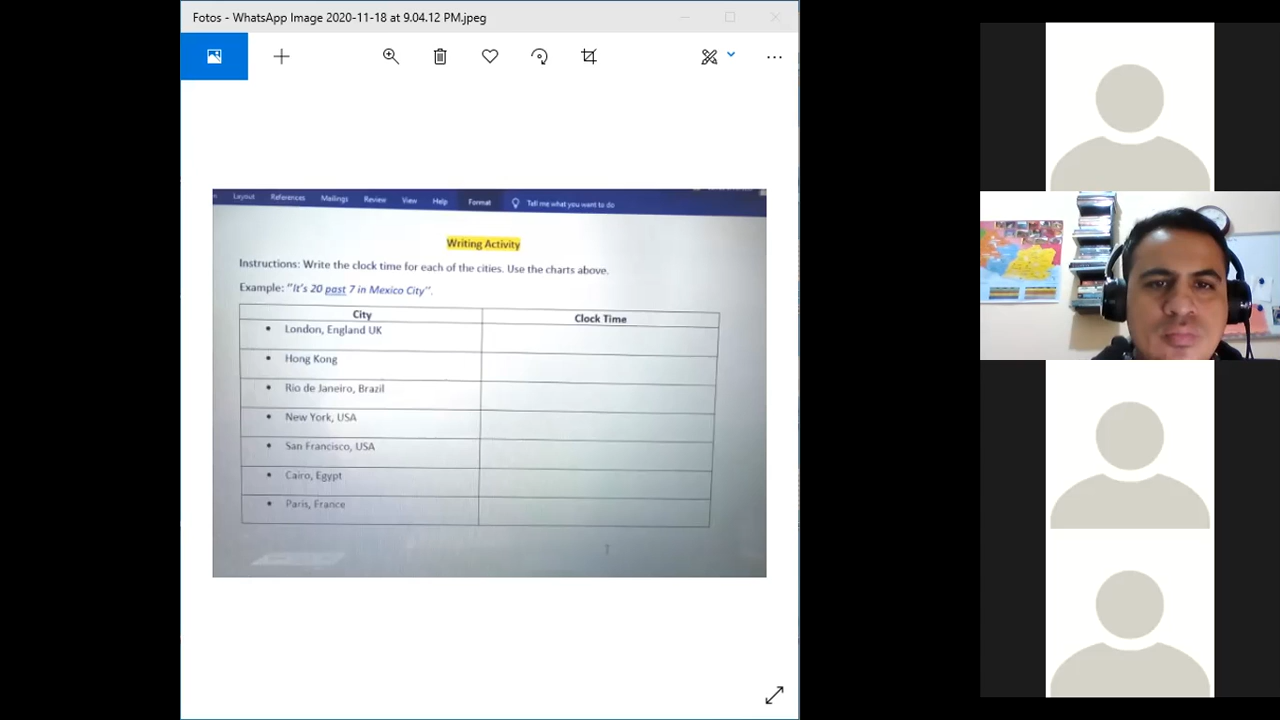 Fotos - WhatsApp Image 2020-11-18 at 9.04.12 PM.jpeg
Layout References Mailings Review View Help Format Tell me what you want to do
Writing Activity
Instructions: Write the clock time for each of the cities. Use the charts above.
Example: "It's 20 past 7 in Mexico City".
City Clock Time
• London, England UK
• Hong Kong
• Rio de Janeiro, Brazil
• New York, USA
• San Francisco, USA
• Cairo, Egypt
• Paris, France